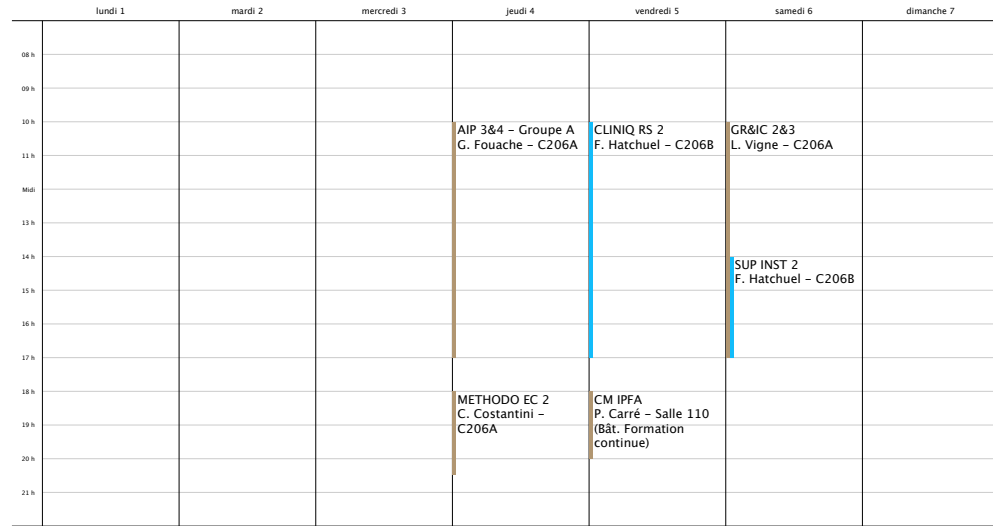 lundi 1
mardi 2
mercredi 3
jeudi 4
vendredi 5
samedi 6
dimanche 7
08 h
09 h
10 h
11 h
Midi
13 h
14 h
15 h
16 h
17 h
18 h
19 h
20 h
21 h
AIP 3&4 – Groupe A
G. Fouache – C206A
METHODO EC 2
C. Costantini –
C206A
CLINIQ RS 2
F. Hatchuel – C206B
CM IPFA
P. Carré – Salle 110
(Bât. Formation
continue)
GR&IC 2&3
L. Vigne – C206A
SUP INST 2
F. Hatchuel – C206B